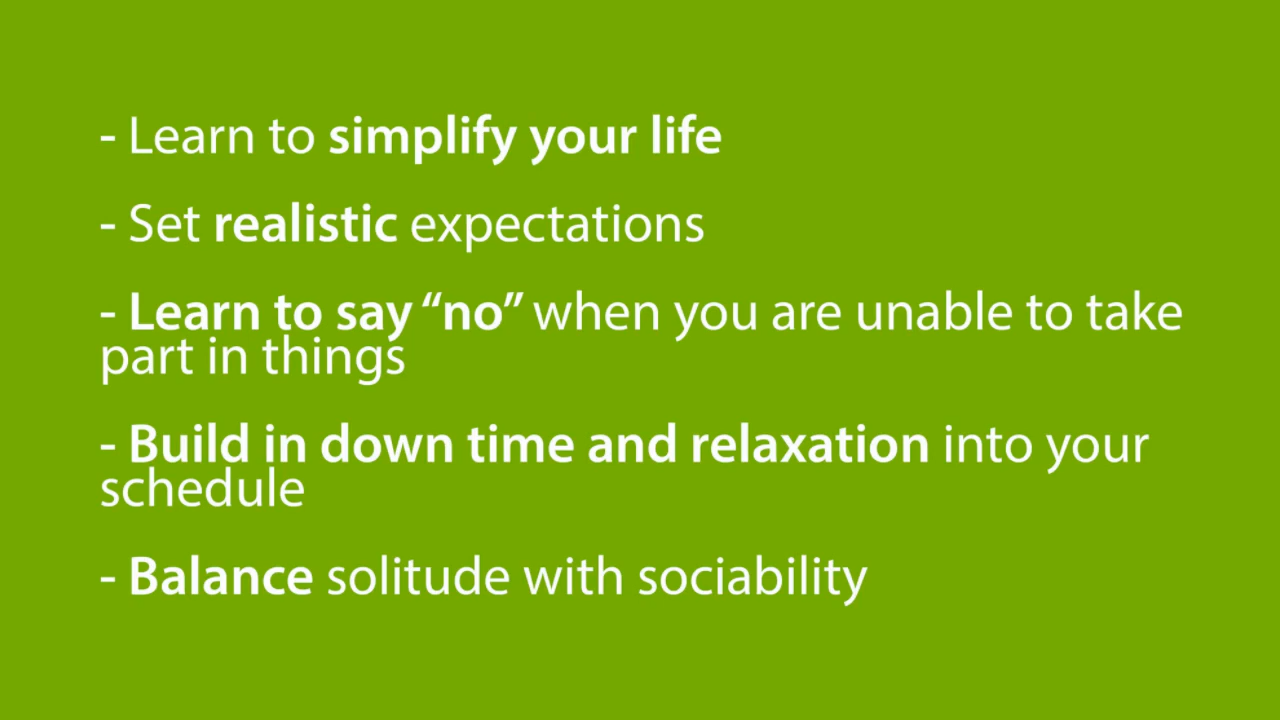 - Learn to simplify your life
- Set realistic expectations
- Learn to say “no” when you are unable to take
part in things
- Build in down time and relaxation into your
schedule
- Balance solitude with sociability